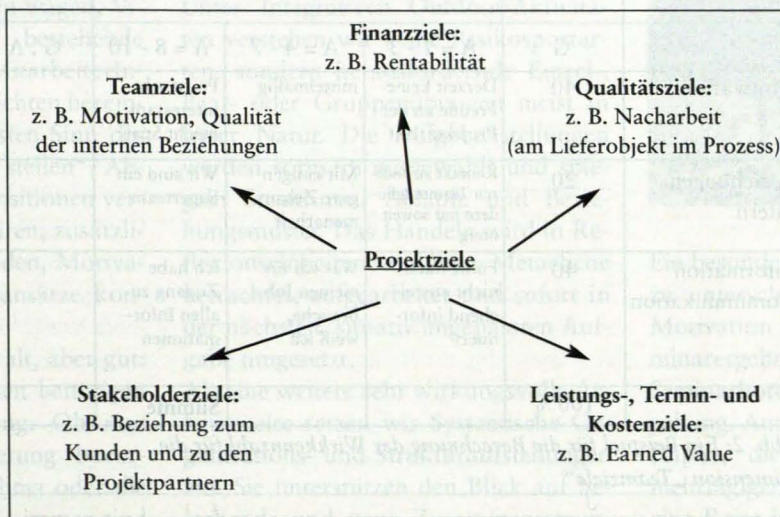 Finanzziele:
z. B. Rentabilität
Teamziele:
z. B. Motivation, Qualität
der internen Beziehungen
Qualitätsziele:
z. B. Nacharbeit
(am Lieferobjekt im Prozess)
Projektziele
Stakeholderziele:
z. B. Beziehung zum
Kunden und zu den
Projektpartnern
Leistungs-, Termin- und
Kostenziele:
z. B. Earned Value